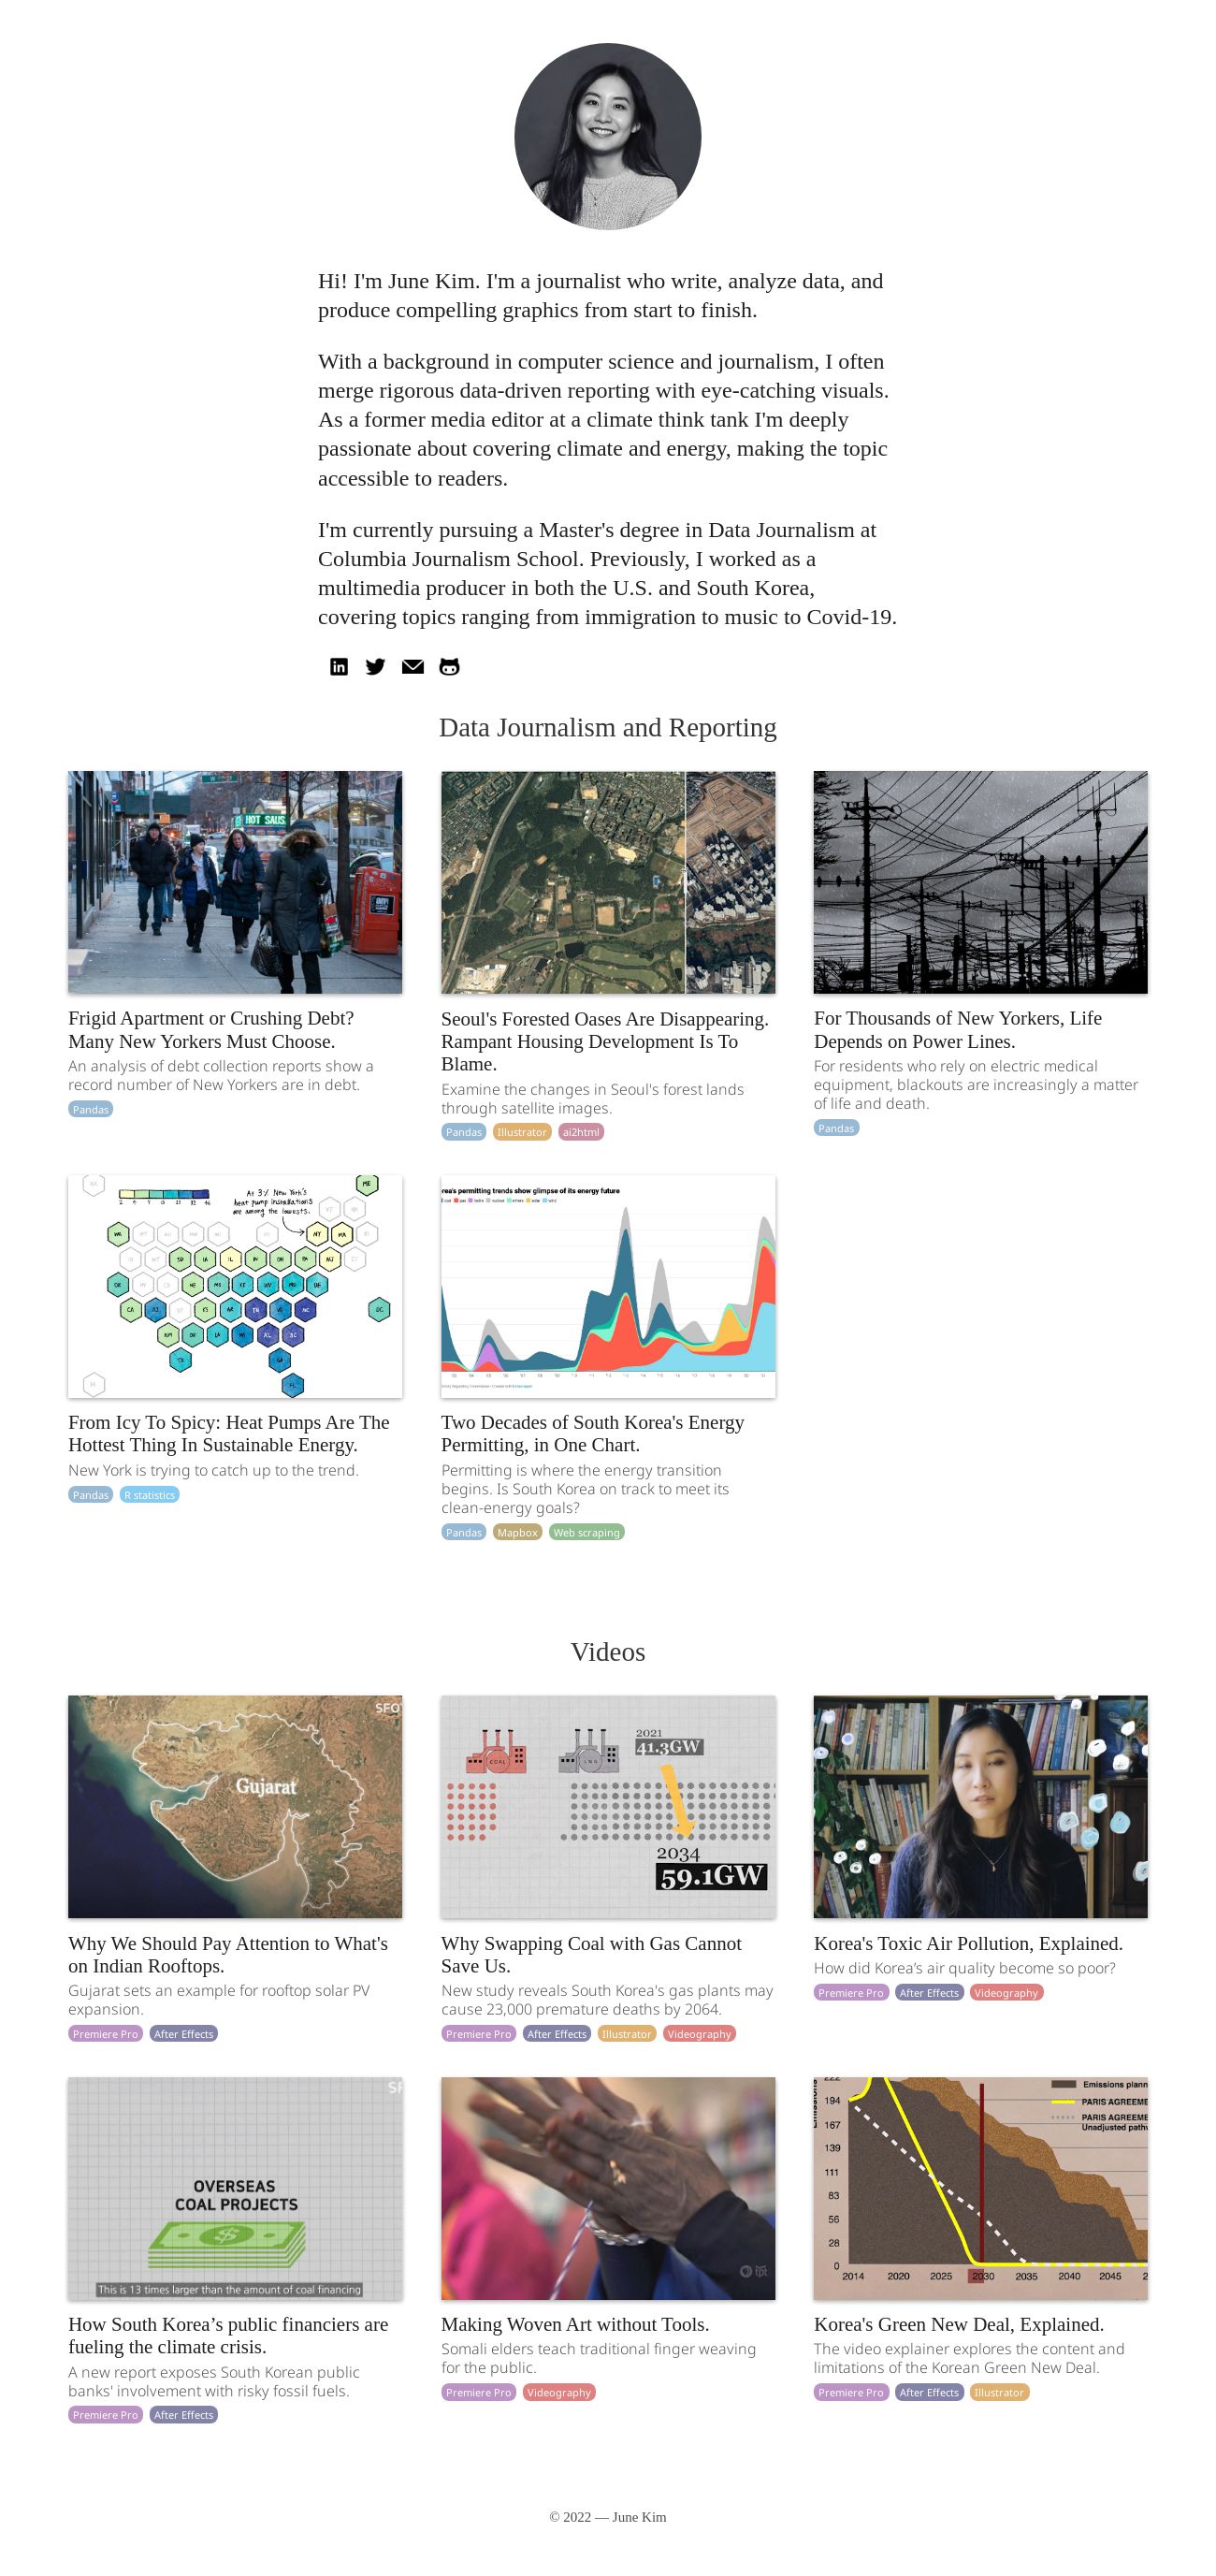 Hi! I'm June Kim. I'm a journalist who write, analyze data, and
produce compelling graphics from start to finish.
With a background in computer science and journalism, I often
merge rigorous data-driven reporting with eye-catching visuals.
As a former media editor at a climate think tank I'm deeply
passionate about covering climate and energy, making the topic
accessible to readers.
I'm currently pursuing a Master's degree in Data Journalism at
Columbia Journalism School. Previously, I worked as a
multimedia producer in both the U.S. and South Korea,
covering topics ranging from immigration to music to Covid-19.
in
Data Journalism and Reporting
HOT SAUS
Frigid Apartment or Crushing Debt?
Many New Yorkers Must Choose.
An analysis of debt collection reports show a
record number of New Yorkers are in debt.
Pandas
Seoul's Forested Oases Are Disappearing.
Rampant Housing Development Is To
Blame.
Examine the changes in Seoul's forest lands
through satellite images.
Pandas Illustrator ai2html
For Thousands of New Yorkers, Life
Depends on Power Lines.
For residents who rely on electric medical
equipment, blackouts are increasingly a matter
of life and death.
Pandas
At 3% New York's
heat pump installations
are among the lowests.
ME
NY MA
From Icy To Spicy: Heat Pumps Are The
Hottest Thing In Sustainable Energy.
New York is trying to catch up to the trend.
Pandas R statistics
rea's permitting trends show glimpse of its energy future
Two Decades of South Korea's Energy
Permitting, in One Chart.
Permitting is where the energy transition
begins. Is South Korea on track to meet its
clean-energy goals?
Pandas Mapbox Web scraping
Videos
SFO
Gujarat
Why We Should Pay Attention to What's
on Indian Rooftops.
Gujarat sets an example for rooftop solar PV
expansion.
Premiere Pro After Effects
COAL
LNG
2021
41.3GW
2034
59.1GW
Why Swapping Coal with Gas Cannot
Save Us.
New study reveals South Korea's gas plants may
cause 23,000 premature deaths by 2064.
Premiere Pro After Effects Illustrator Videography
Korea's Toxic Air Pollution, Explained.
How did Korea’s air quality become so poor?
Premiere Pro After Effects Videography
OVERSEAS
COAL PROJECTS
This is 13 times larger than the amount of coal financing
How South Korea’s public financiers are
fueling the climate crisis.
A new report exposes South Korean public
banks' involvement with risky fossil fuels.
Premiere Pro After Effects
tpt
Making Woven Art without Tools.
Somali elders teach traditional finger weaving
for the public.
Premiere Pro Videography
222
194
167
139
111
83
56
28
0
2014 2020 2025 2030 2035 2040 2045 2
Emissions plann
PARIS AGREEME
PARIS AGREEME
Unadjusted pathw
Korea's Green New Deal, Explained.
The video explainer explores the content and
limitations of the Korean Green New Deal.
Premiere Pro After Effects Illustrator
© 2022 — June Kim